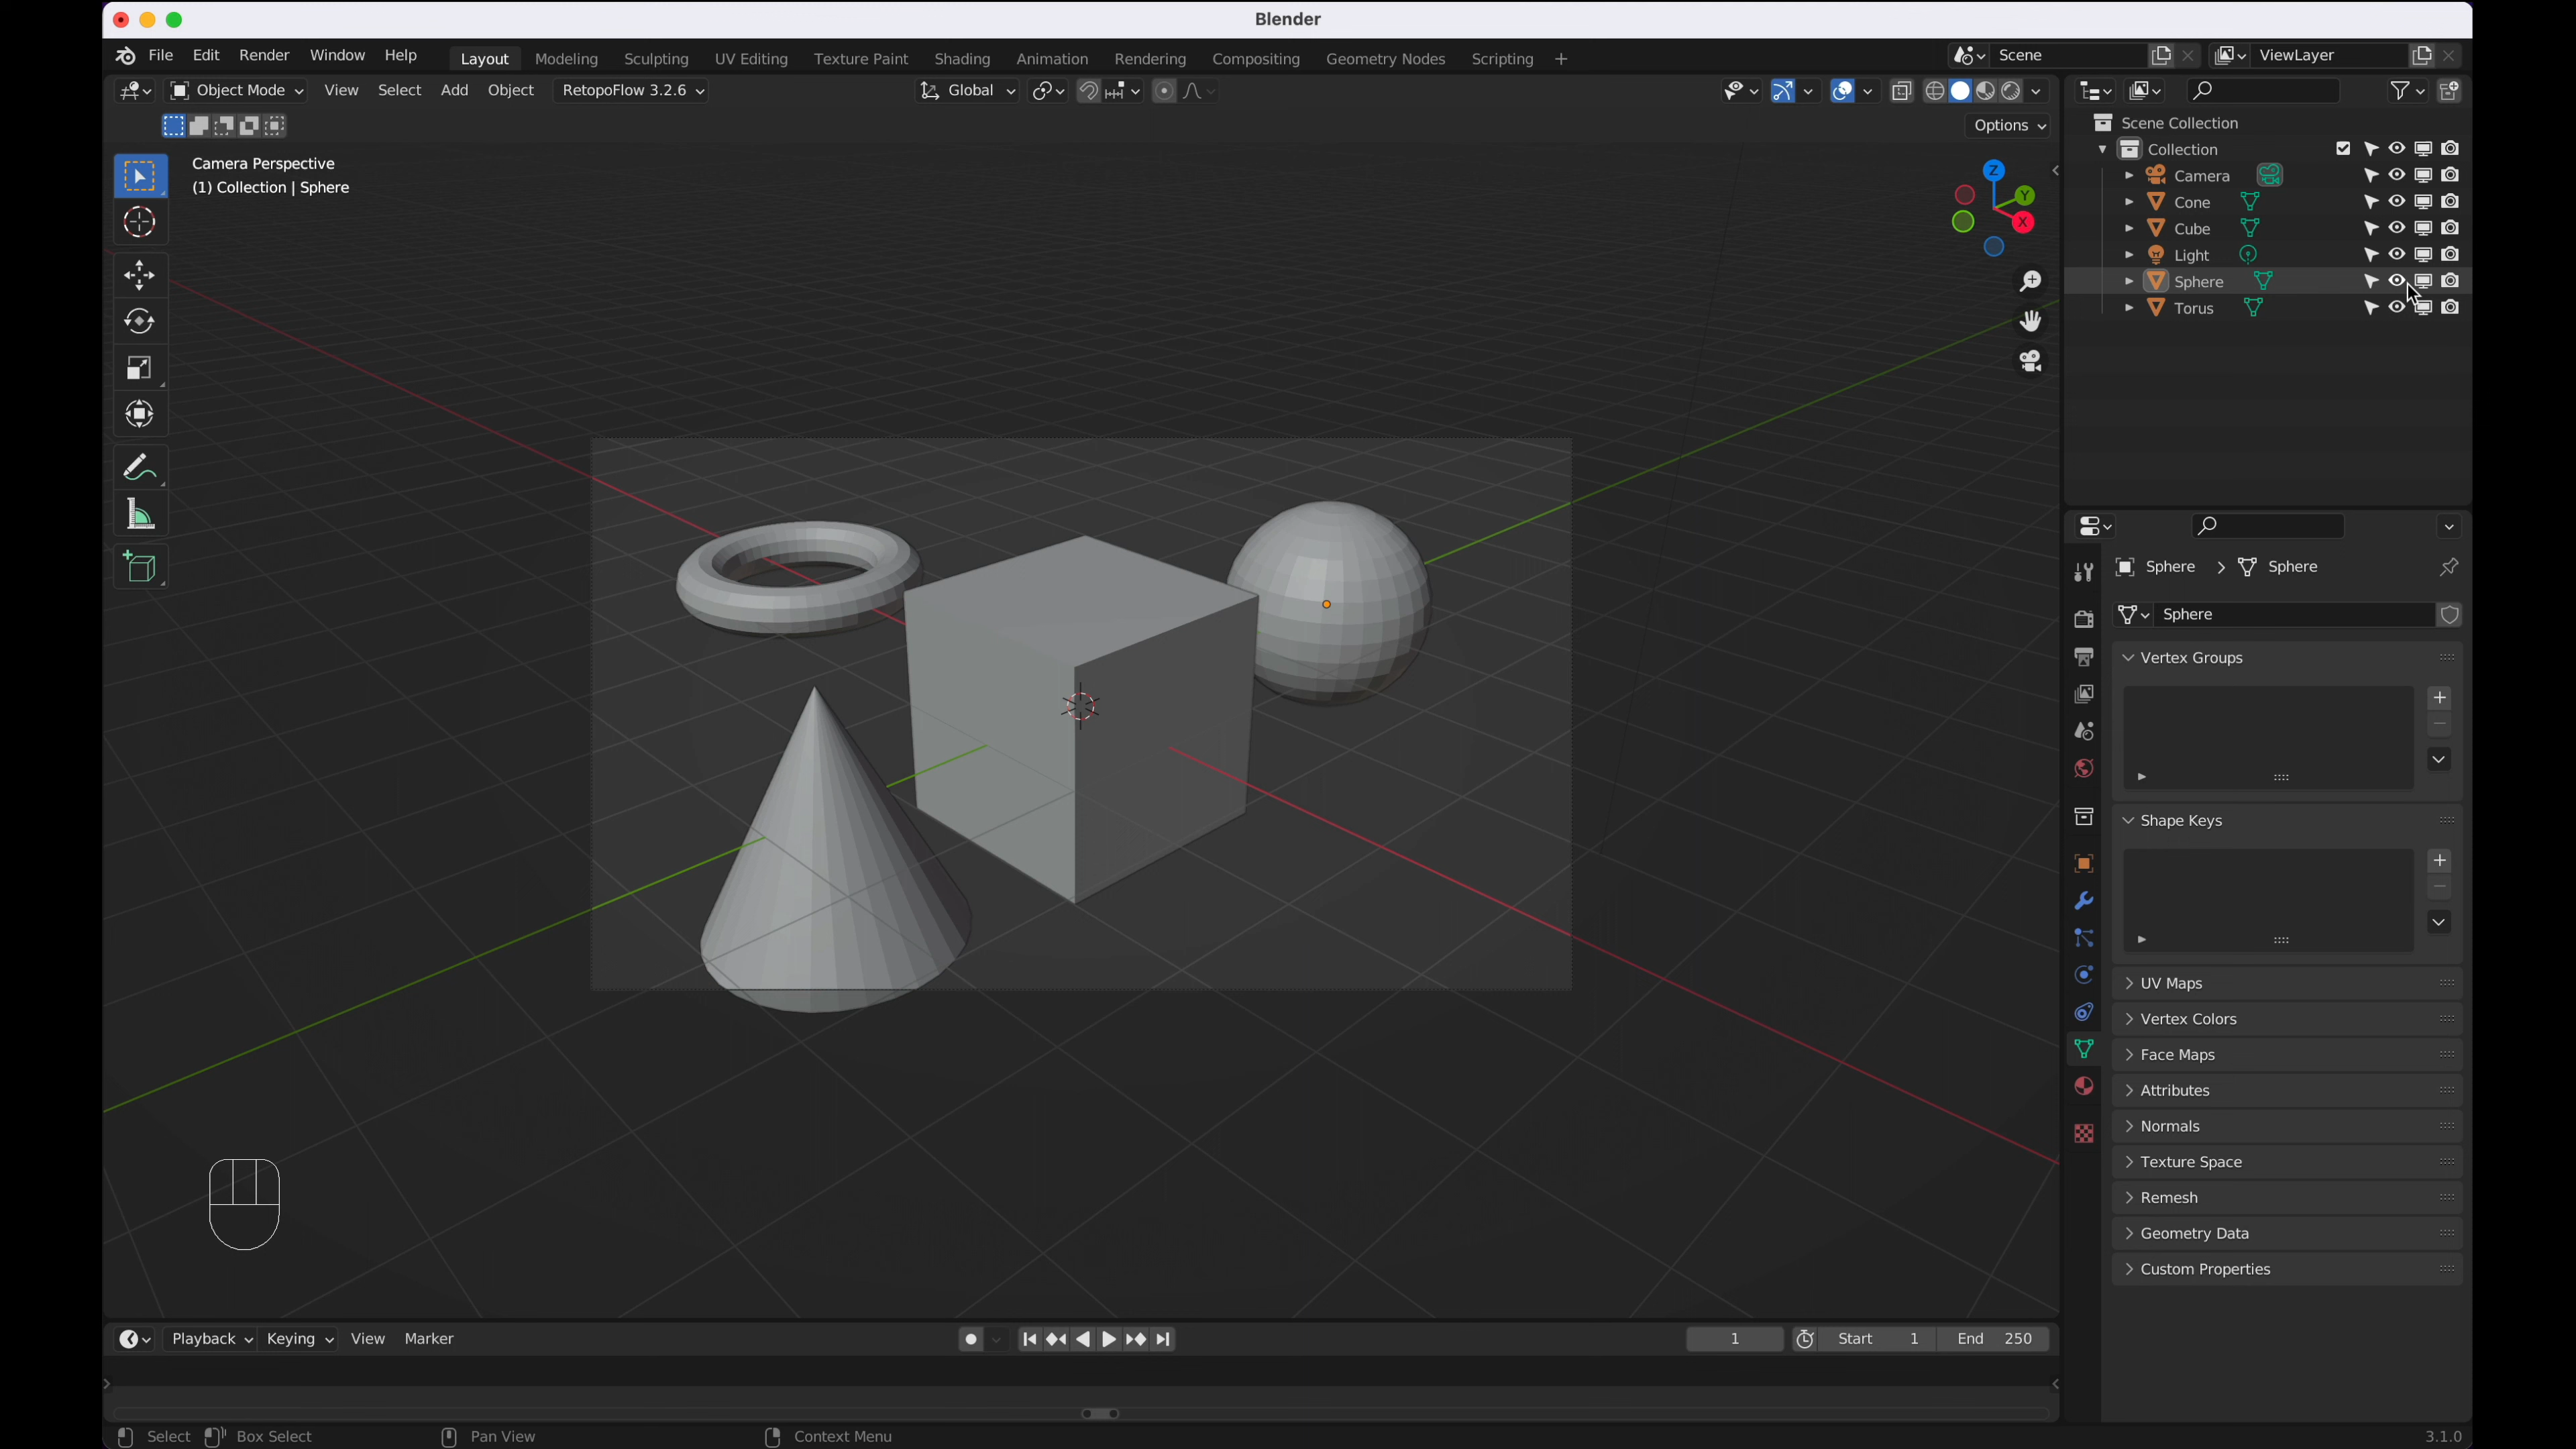 Blender
File Edit Render Window Help Layout Modeling Sculpting UV Editing Texture Paint Shading Animation Rendering Compositing Geometry Nodes Scripting + Scene ViewLayer
Object Mode View Select Add Object RetopoFlow 3.2.6 Global
Options
Camera Perspective
(1) Collection | Sphere
Z
Y
X
Scene Collection
Collection
Camera
Cone
Cube
Light
Sphere
Torus
Sphere > Sphere
Sphere
Vertex Groups
Shape Keys
UV Maps
Vertex Colors
Face Maps
Attributes
Normals
Texture Space
Remesh
Geometry Data
Custom Properties
Playback Keying View Marker 1 Start 1 End 250
Select Box Select Pan View Context Menu 3.1.0